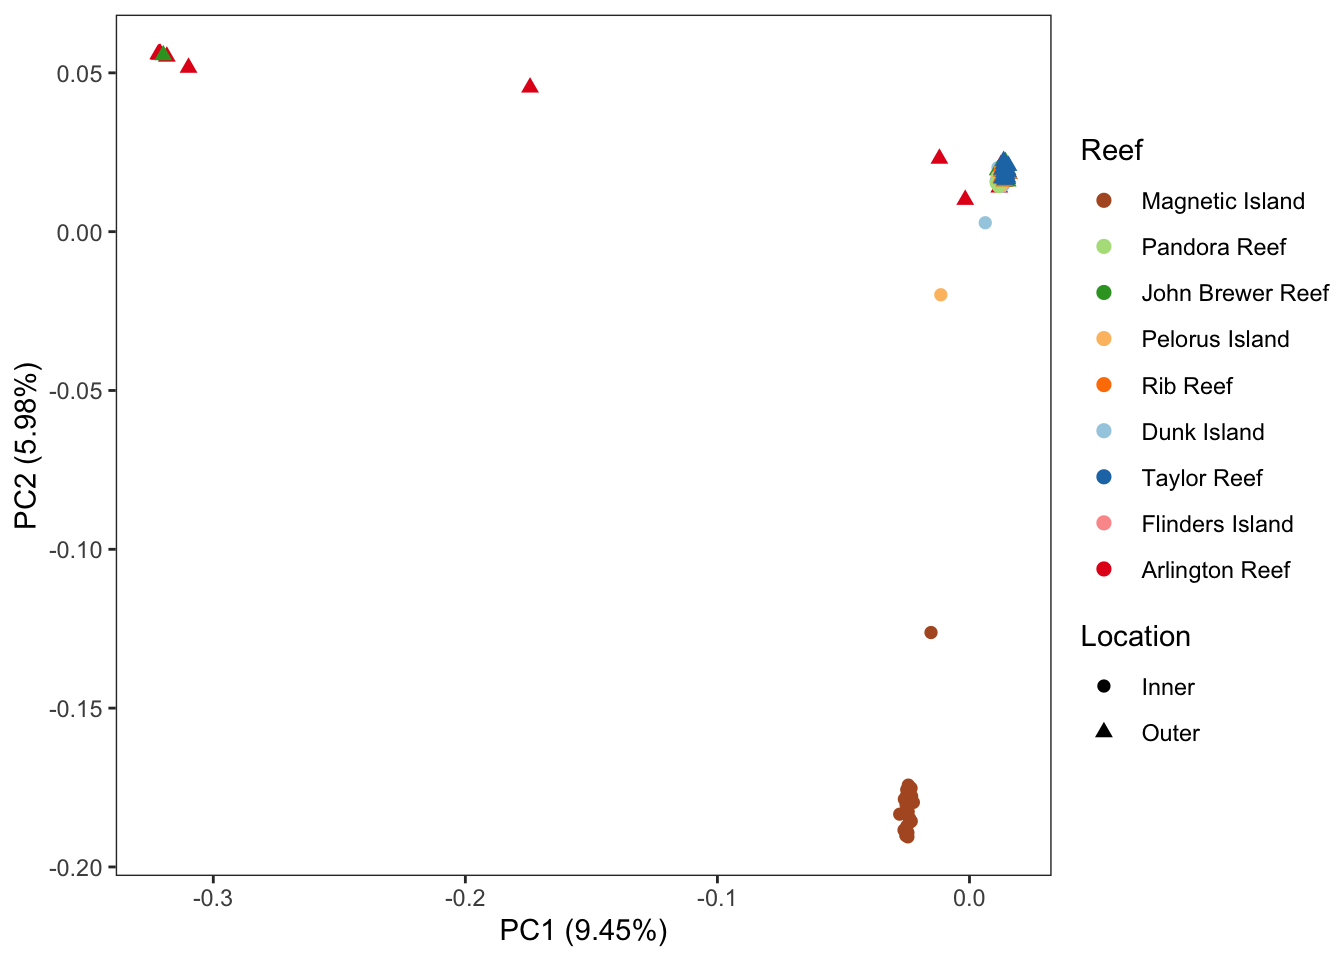 0.05
0.00
-0.05
-0.10
-0.15
-0.20
PC2 (5.98%)
-0.3
-0.2
-0.1
0.0
PC1 (9.45%)
Reef
Magnetic Island
Pandora Reef
John Brewer Reef
Pelorus Island
Rib Reef
Dunk Island
Taylor Reef
Flinders Island
Arlington Reef
Location
Inner
Outer